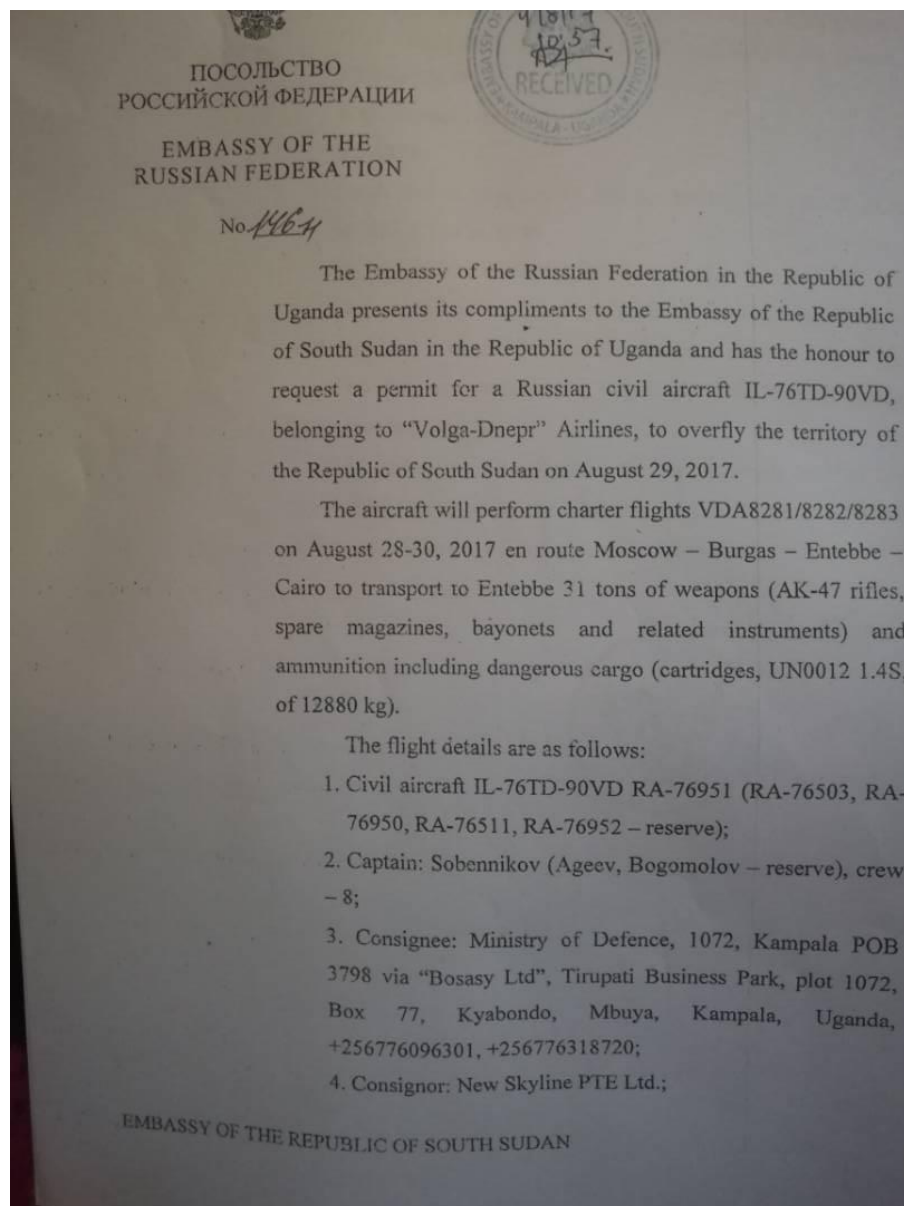 ПОСОЛЬСТВО
РОССИЙСКОЙ ФЕДЕРАЦИИ
EMBASSY OF THE
RUSSIAN FEDERATION
No
10:57.
RECEIVED
KAMPALA - UGANDA
The Embassy of the Russian Federation in the Republic of
Uganda presents its compliments to the Embassy of the Republic
of South Sudan in the Republic of Uganda and has the honour to
request a permit for a Russian civil aircraft IL-76TD-90VD,
belonging to “Volga-Dnepr” Airlines, to overfly the territory of
the Republic of South Sudan on August 29, 2017.
The aircraft will perform charter flights VDA8281/8282/8283
on August 28-30, 2017 en route Moscow – Burgas – Entebbe –
Cairo to transport to Entebbe 31 tons of weapons (AK-47 rifles,
spare magazines, bayonets and related instruments) and
ammunition including dangerous cargo (cartridges, UN0012 1.4S,
of 12880 kg).
The flight details are as follows:
1. Civil aircraft IL-76TD-90VD RA-76951 (RA-76503, RA-
76950, RA-76511, RA-76952 – reserve);
2. Captain: Sobennikov (Ageev, Bogomolov – reserve), crew
– 8;
3. Consignee: Ministry of Defence, 1072, Kampala POB
3798 via “Bosasy Ltd”, Tirupati Business Park, plot 1072,
Box 77, Kyabondo, Mbuya, Kampala, Uganda,
+256776096301, +256776318720;
4. Consignor: New Skyline PTE Ltd.;
EMBASSY OF THE REPUBLIC OF SOUTH SUDAN